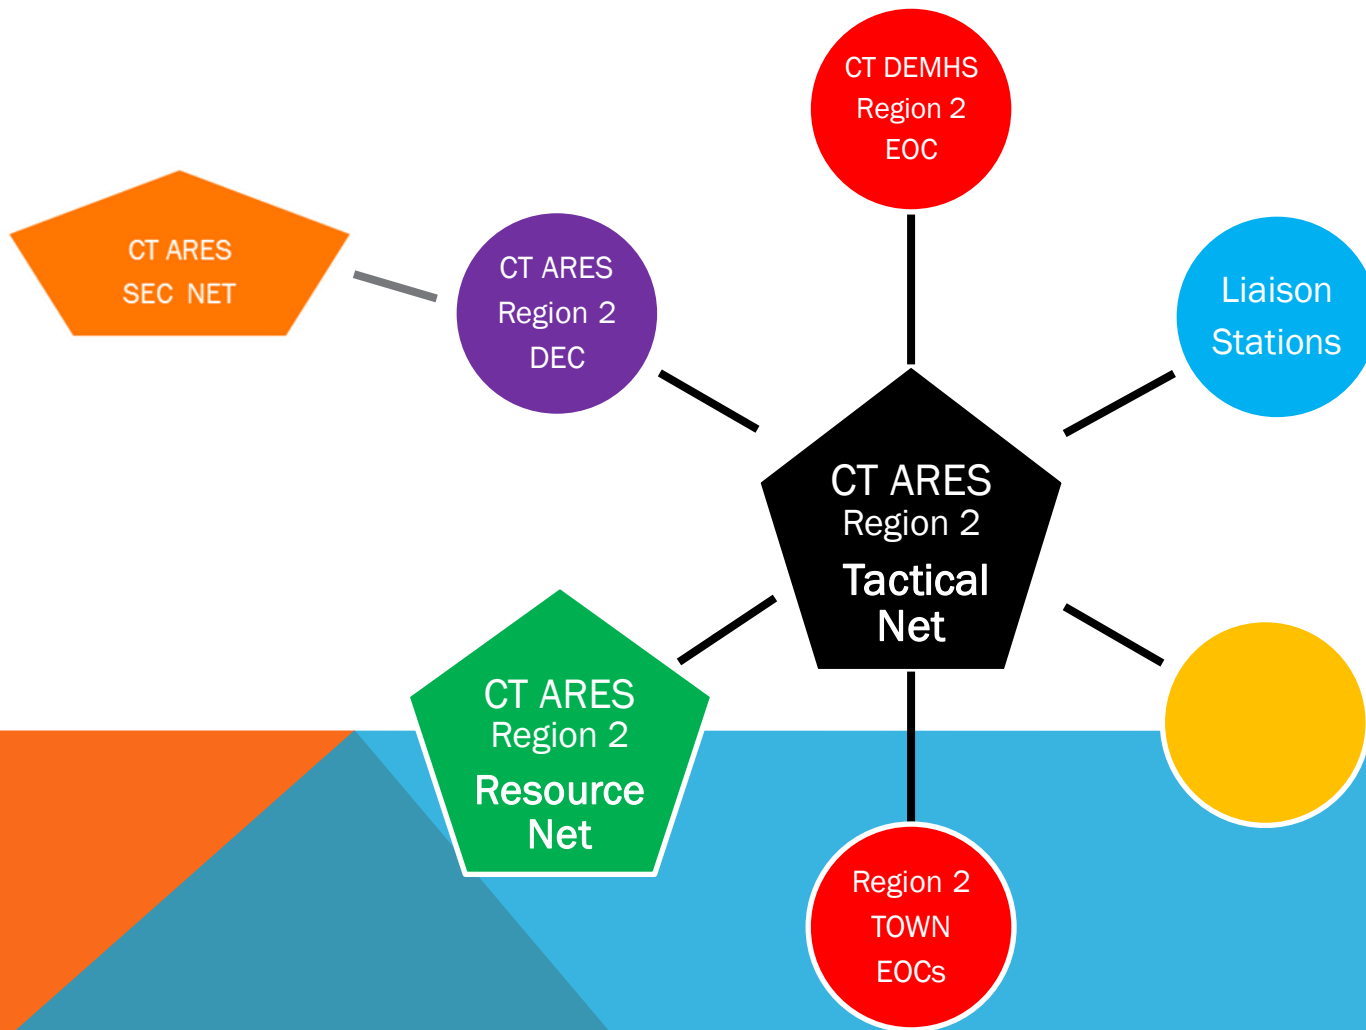 CT DEMHS
Region 2
EOC
CT ARES
SEC NET
CT ARES
Region 2
DEC
Liaison
Stations
CT ARES
Region 2
Tactical
Net
CT ARES
Region 2
Resource
Net
Region 2
TOWN
EOCs